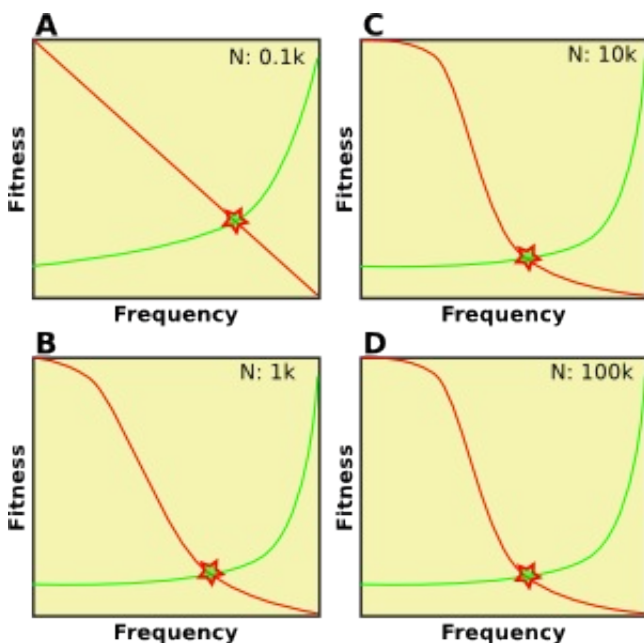 A
N: 0.1k
Fitness
Frequency
B
N: 1k
Fitness
Frequency
C
N: 10k
Fitness
Frequency
D
N: 100k
Fitness
Frequency